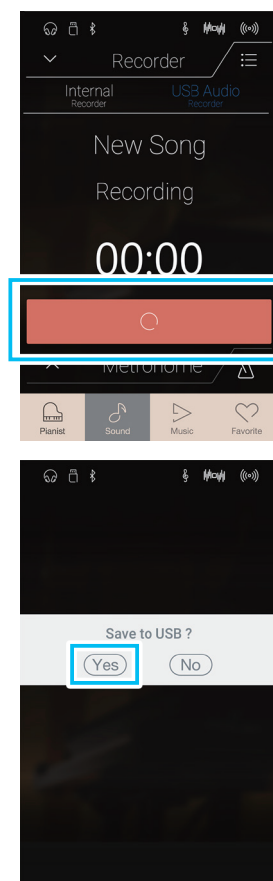 Recorder
Internal
Recorder
USB Audio
Recorder
New Song
Recording
00:00
Metronome
Pianist
Sound
Music
Favorite
Save to USB ?
Yes
No